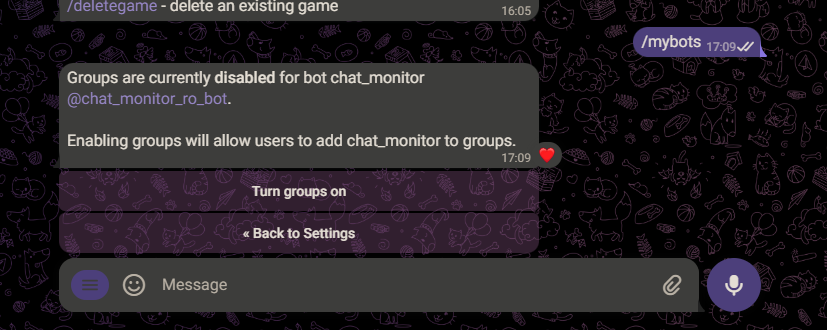 /deletegame - delete an existing game
16:05
/mybots 17:09
Groups are currently disabled for bot chat_monitor
@chat_monitor_ro_bot.
Enabling groups will allow users to add chat_monitor to groups.
17:09
Turn groups on
« Back to Settings
Message